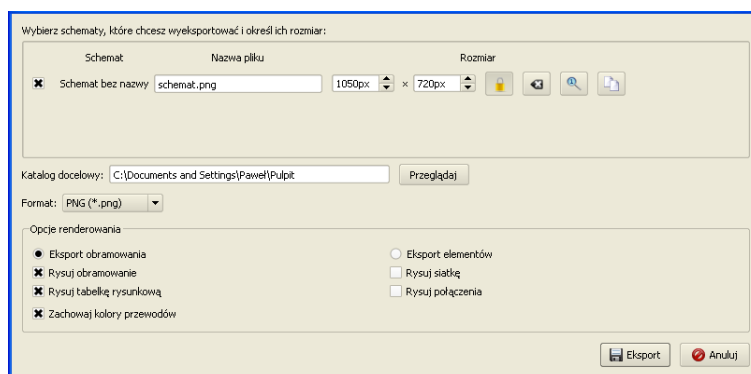 Wybierz schematy, które chcesz wyeksportować i określ ich rozmiar:
Schemat Nazwa pliku Rozmiar
Schemat bez nazwy schemat.png 1050px × 720px
Katalog docelowy: C:\Documents and Settings\Paweł\Pulpit Przeglądaj
Format: PNG (*.png)
Opcje renderowania
Eksport obramowania Eksport elementów
Rysuj obramowanie Rysuj siatkę
Rysuj tabelkę rysunkową Rysuj połączenia
Zachowaj kolory przewodów
Eksport Anuluj